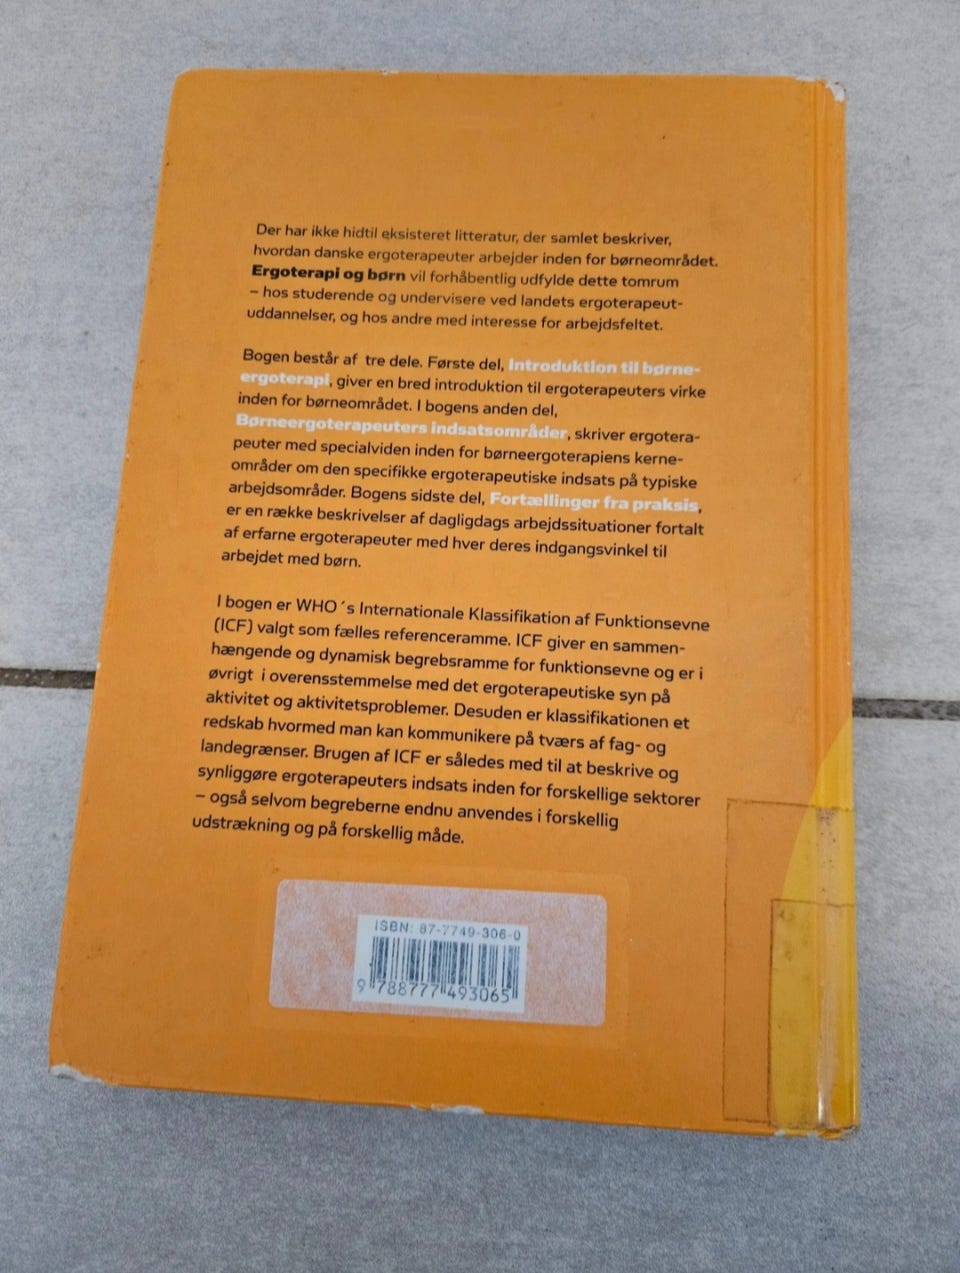 Der har ikke hidtil eksisteret litteratur, der samlet beskriver,
hvordan danske ergoterapeuter arbejder inden for børneområdet.
Ergoterapi og børn vil forhåbentlig udfylde dette tomrum
– hos studerende og undervisere ved landets ergoterapeut-
uddannelser, og hos andre med interesse for arbejdsfeltet.
Bogen består af tre dele. Første del, Introduktion til børne-
ergoterapi, giver en bred introduktion til ergoterapeuters virke
inden for børneområdet. I bogens anden del,
Børneergoterapeuters indsatsområder, skriver ergotera-
peuter med specialviden inden for børneergoterapiens kerne-
områder om den specifikke ergoterapeutiske indsats på typiske
arbejdsområder. Bogens sidste del, Fortællinger fra praksis,
er en række beskrivelser af dagligdags arbejdssituationer fortalt
af erfarne ergoterapeuter med hver deres indgangsvinkel til
arbejdet med børn.
I bogen er WHO´s Internationale Klassifikation af Funktionsevne
(ICF) valgt som fælles referenceramme. ICF giver en sammen-
hængende og dynamisk begrebsramme for funktionsevne og er i
øvrigt i overensstemmelse med det ergoterapeutiske syn på
aktivitet og aktivitetsproblemer. Desuden er klassifikationen et
redskab hvormed man kan kommunikere på tværs af fag- og
landegrænser. Brugen af ICF er således med til at beskrive og
synliggøre ergoterapeuters indsats inden for forskellige sektorer
– også selvom begreberne endnu anvendes i forskellig
udstrækning og på forskellig måde.
ISBN: 87-7749-306-0
9 788777 493065